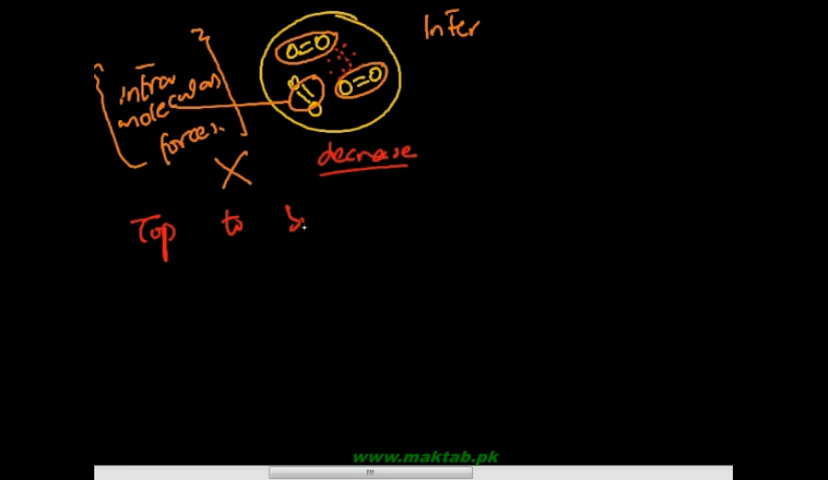 Inter
intra
molecular
forces.
O=O
O=O
O
||
O
decrease
Top to b
www.maktab.pk